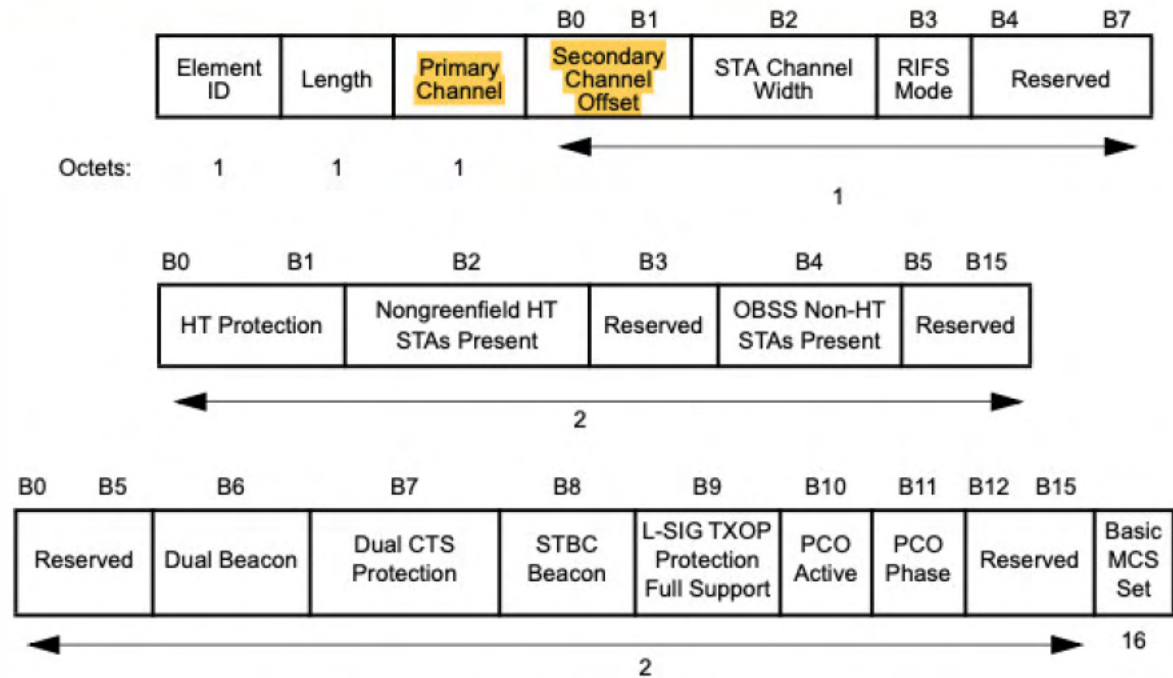 B0 B1 B2 B3 B4 B7
Element ID
Length
Primary Channel
Secondary Channel Offset
STA Channel Width
RIFS Mode
Reserved
Octets: 1 1 1
1
B0 B1 B2 B3 B4 B5 B15
HT Protection
Nongreenfield HT STAs Present
Reserved
OBSS Non-HT STAs Present
Reserved
2
B0 B5 B6 B7 B8 B9 B10 B11 B12 B15
Reserved
Dual Beacon
Dual CTS Protection
STBC Beacon
L-SIG TXOP Protection Full Support
PCO Active
PCO Phase
Reserved
Basic MCS Set
2
16